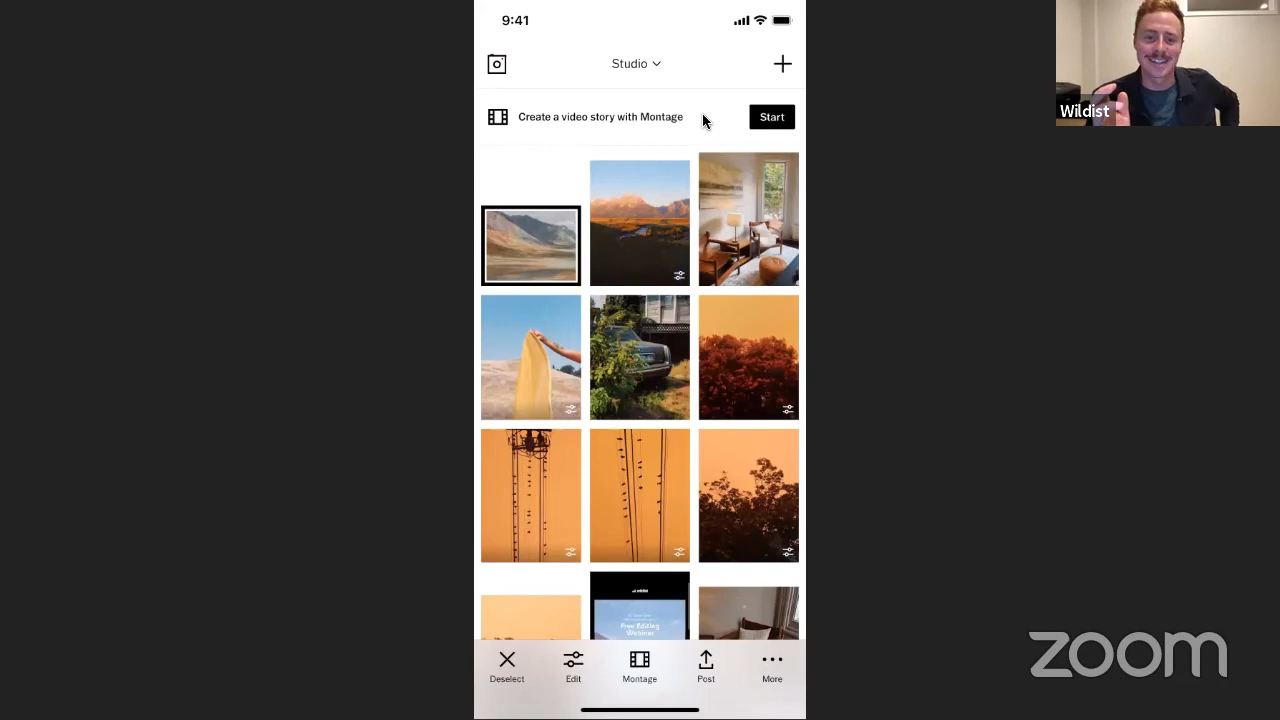 9:41
Studio
Create a video story with Montage
Start
Wildist
wildist
Free Editing
Webinar
Deselect
Edit
Montage
Post
More
zoom